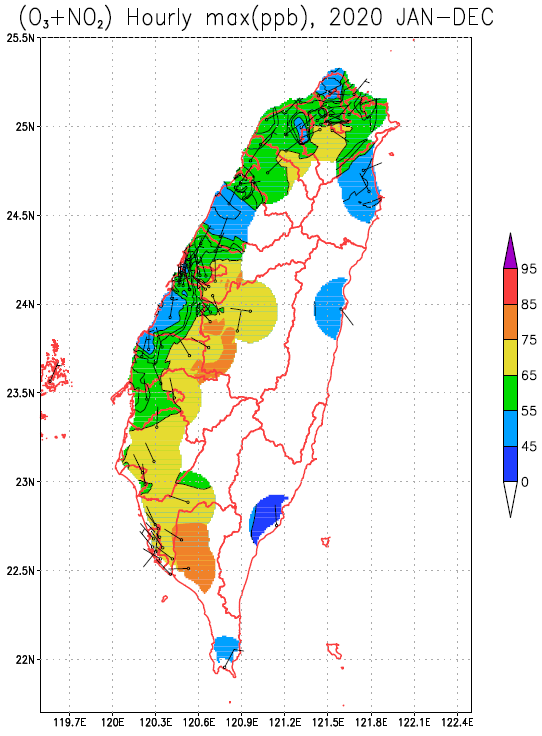 (O₃+NO₂) Hourly max(ppb), 2020 JAN−DEC
25.5N
25N
24.5N
24N
23.5N
23N
22.5N
22N
119.7E 120E 120.3E 120.6E 120.9E 121.2E 121.5E 121.8E 122.1E 122.4E
95
85
75
65
55
45
0